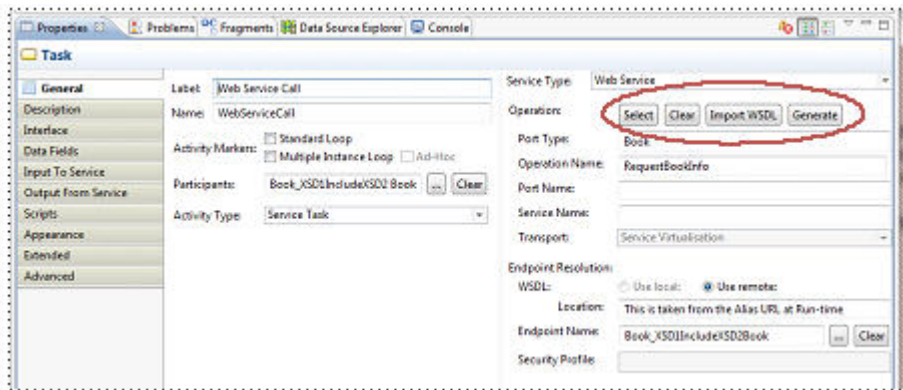 Properties Problems Fragments Data Source Explorer Console
Task
General
Description
Interface
Data Fields
Input To Service
Output From Service
Scripts
Appearance
Extended
Advanced
Label: Web Service Call
Name: WebServiceCall
Activity Markers: Standard Loop
Multiple Instance Loop Ad-Hoc
Participants: Book_XSD1IncludeXSD2 Book ... Clear
Activity Type: Service Task
Service Type: Web Service
Operation: Select Clear Import WSDL Generate
Port Type: Book
Operation Name: RequestBookInfo
Port Name:
Service Name:
Transport: Service Virtualisation
Endpoint Resolution:
WSDL: Use local: Use remote:
Location: This is taken from the Alias URL at Run-time
Endpoint Name: Book_XSD1IncludeXSD2Book ... Clear
Security Profile: